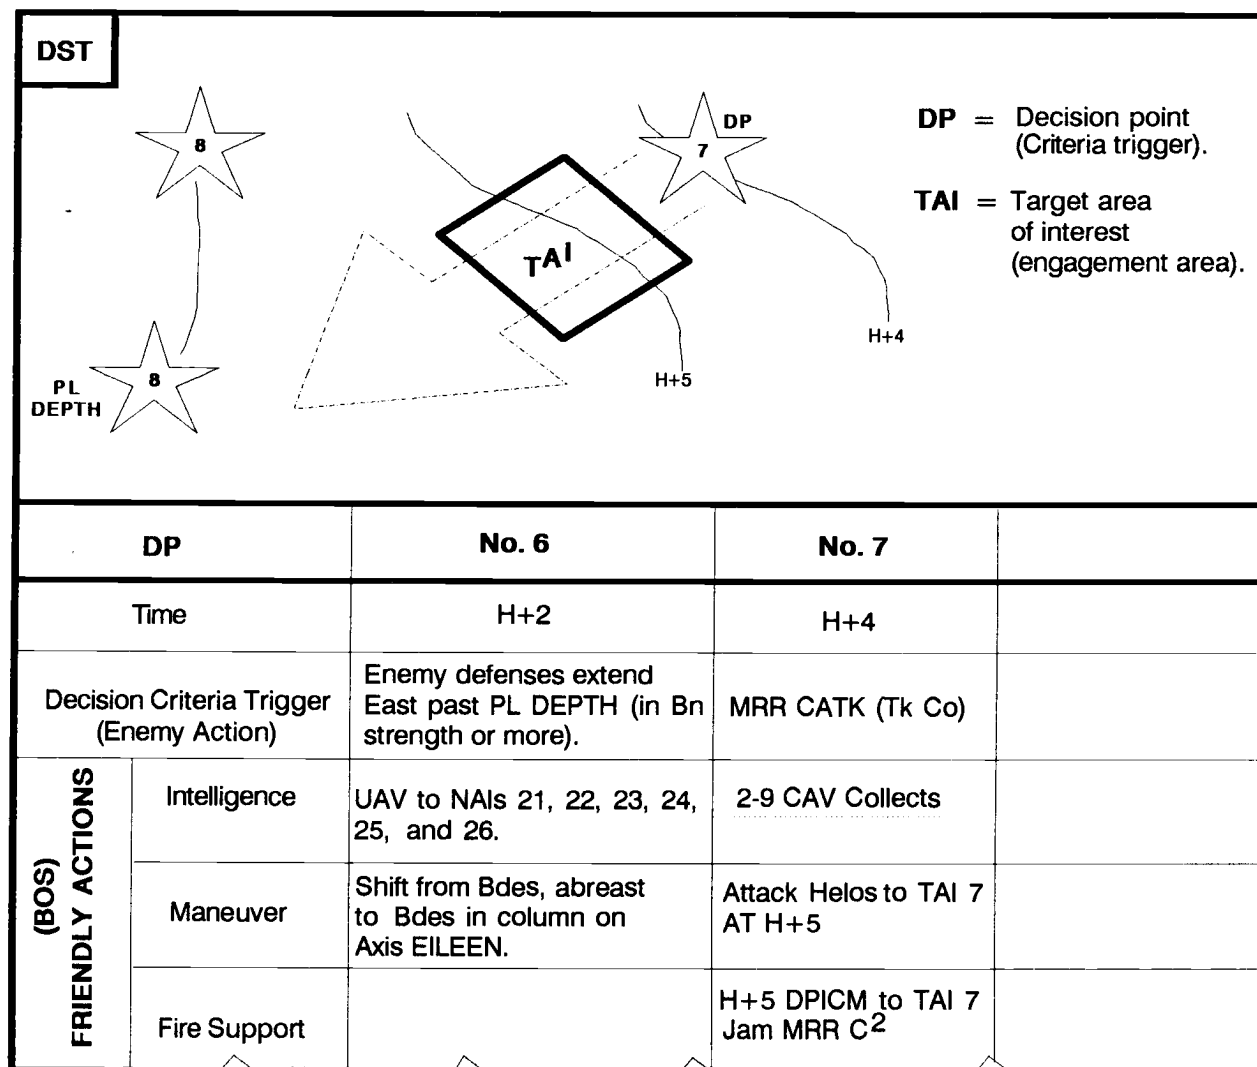 DST
8
DP
7
DP = Decision point
(Criteria trigger).
TAI = Target area
of interest
(engagement area).
TAI
H+4
H+5
8
PL
DEPTH
DP
No. 6
No. 7
Time
H+2
H+4
Decision Criteria Trigger
(Enemy Action)
Enemy defenses extend
East past PL DEPTH (in Bn
strength or more).
MRR CATK (Tk Co)
(BOS)
FRIENDLY ACTIONS
Intelligence
UAV to NAIs 21, 22, 23, 24,
25, and 26.
2-9 CAV Collects
Maneuver
Shift from Bdes, abreast
to Bdes in column on
Axis EILEEN.
Attack Helos to TAI 7
AT H+5
Fire Support
H+5 DPICM to TAI 7
Jam MRR C²